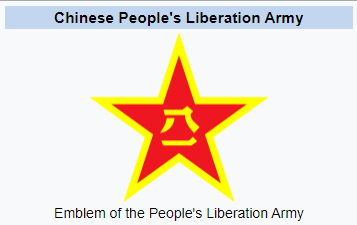 Chinese People's Liberation Army
八
一
Emblem of the People's Liberation Army